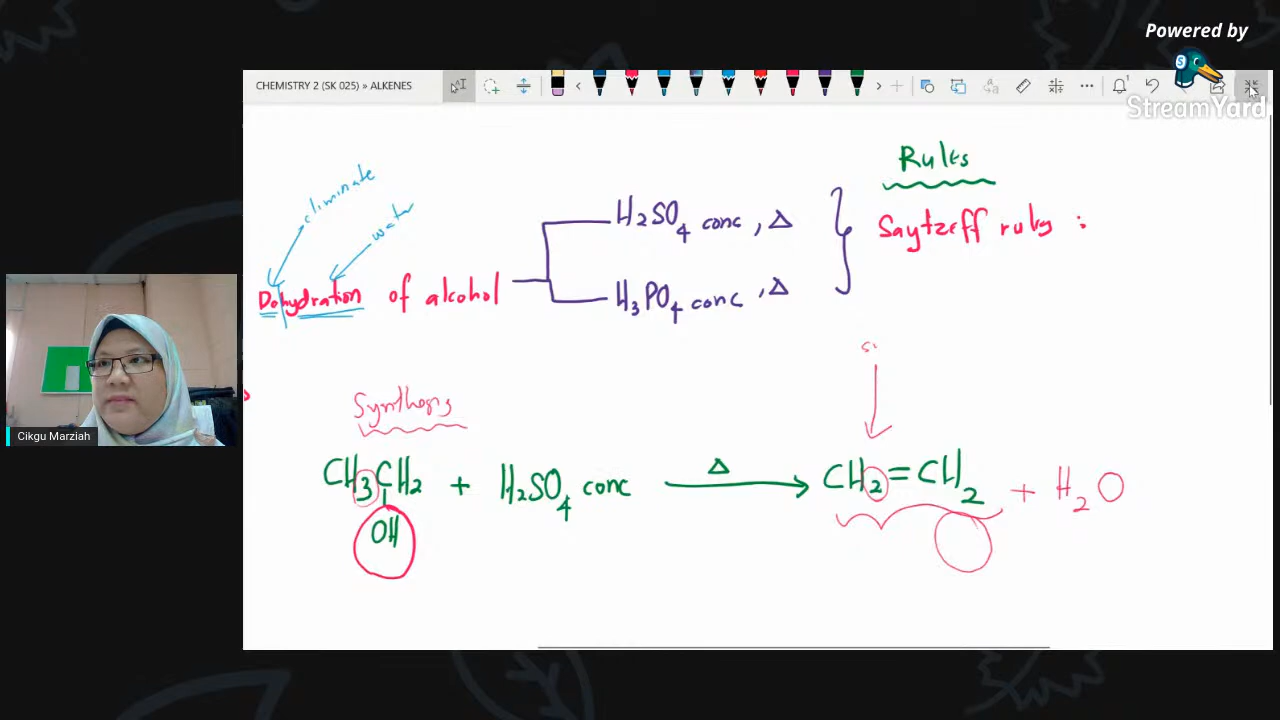 Powered by
StreamYard
CHEMISTRY 2 (SK 025) » ALKENES
Rules
Saytzeff rules :
eliminate
water
Dehydration of alcohol
H₂SO₄ conc , Δ
H₃PO₄ conc , Δ
Synthesis
CH₃CH₂ + H₂SO₄ conc Δ → CH₂=CH₂ + H₂O
OH
Cikgu Marziah